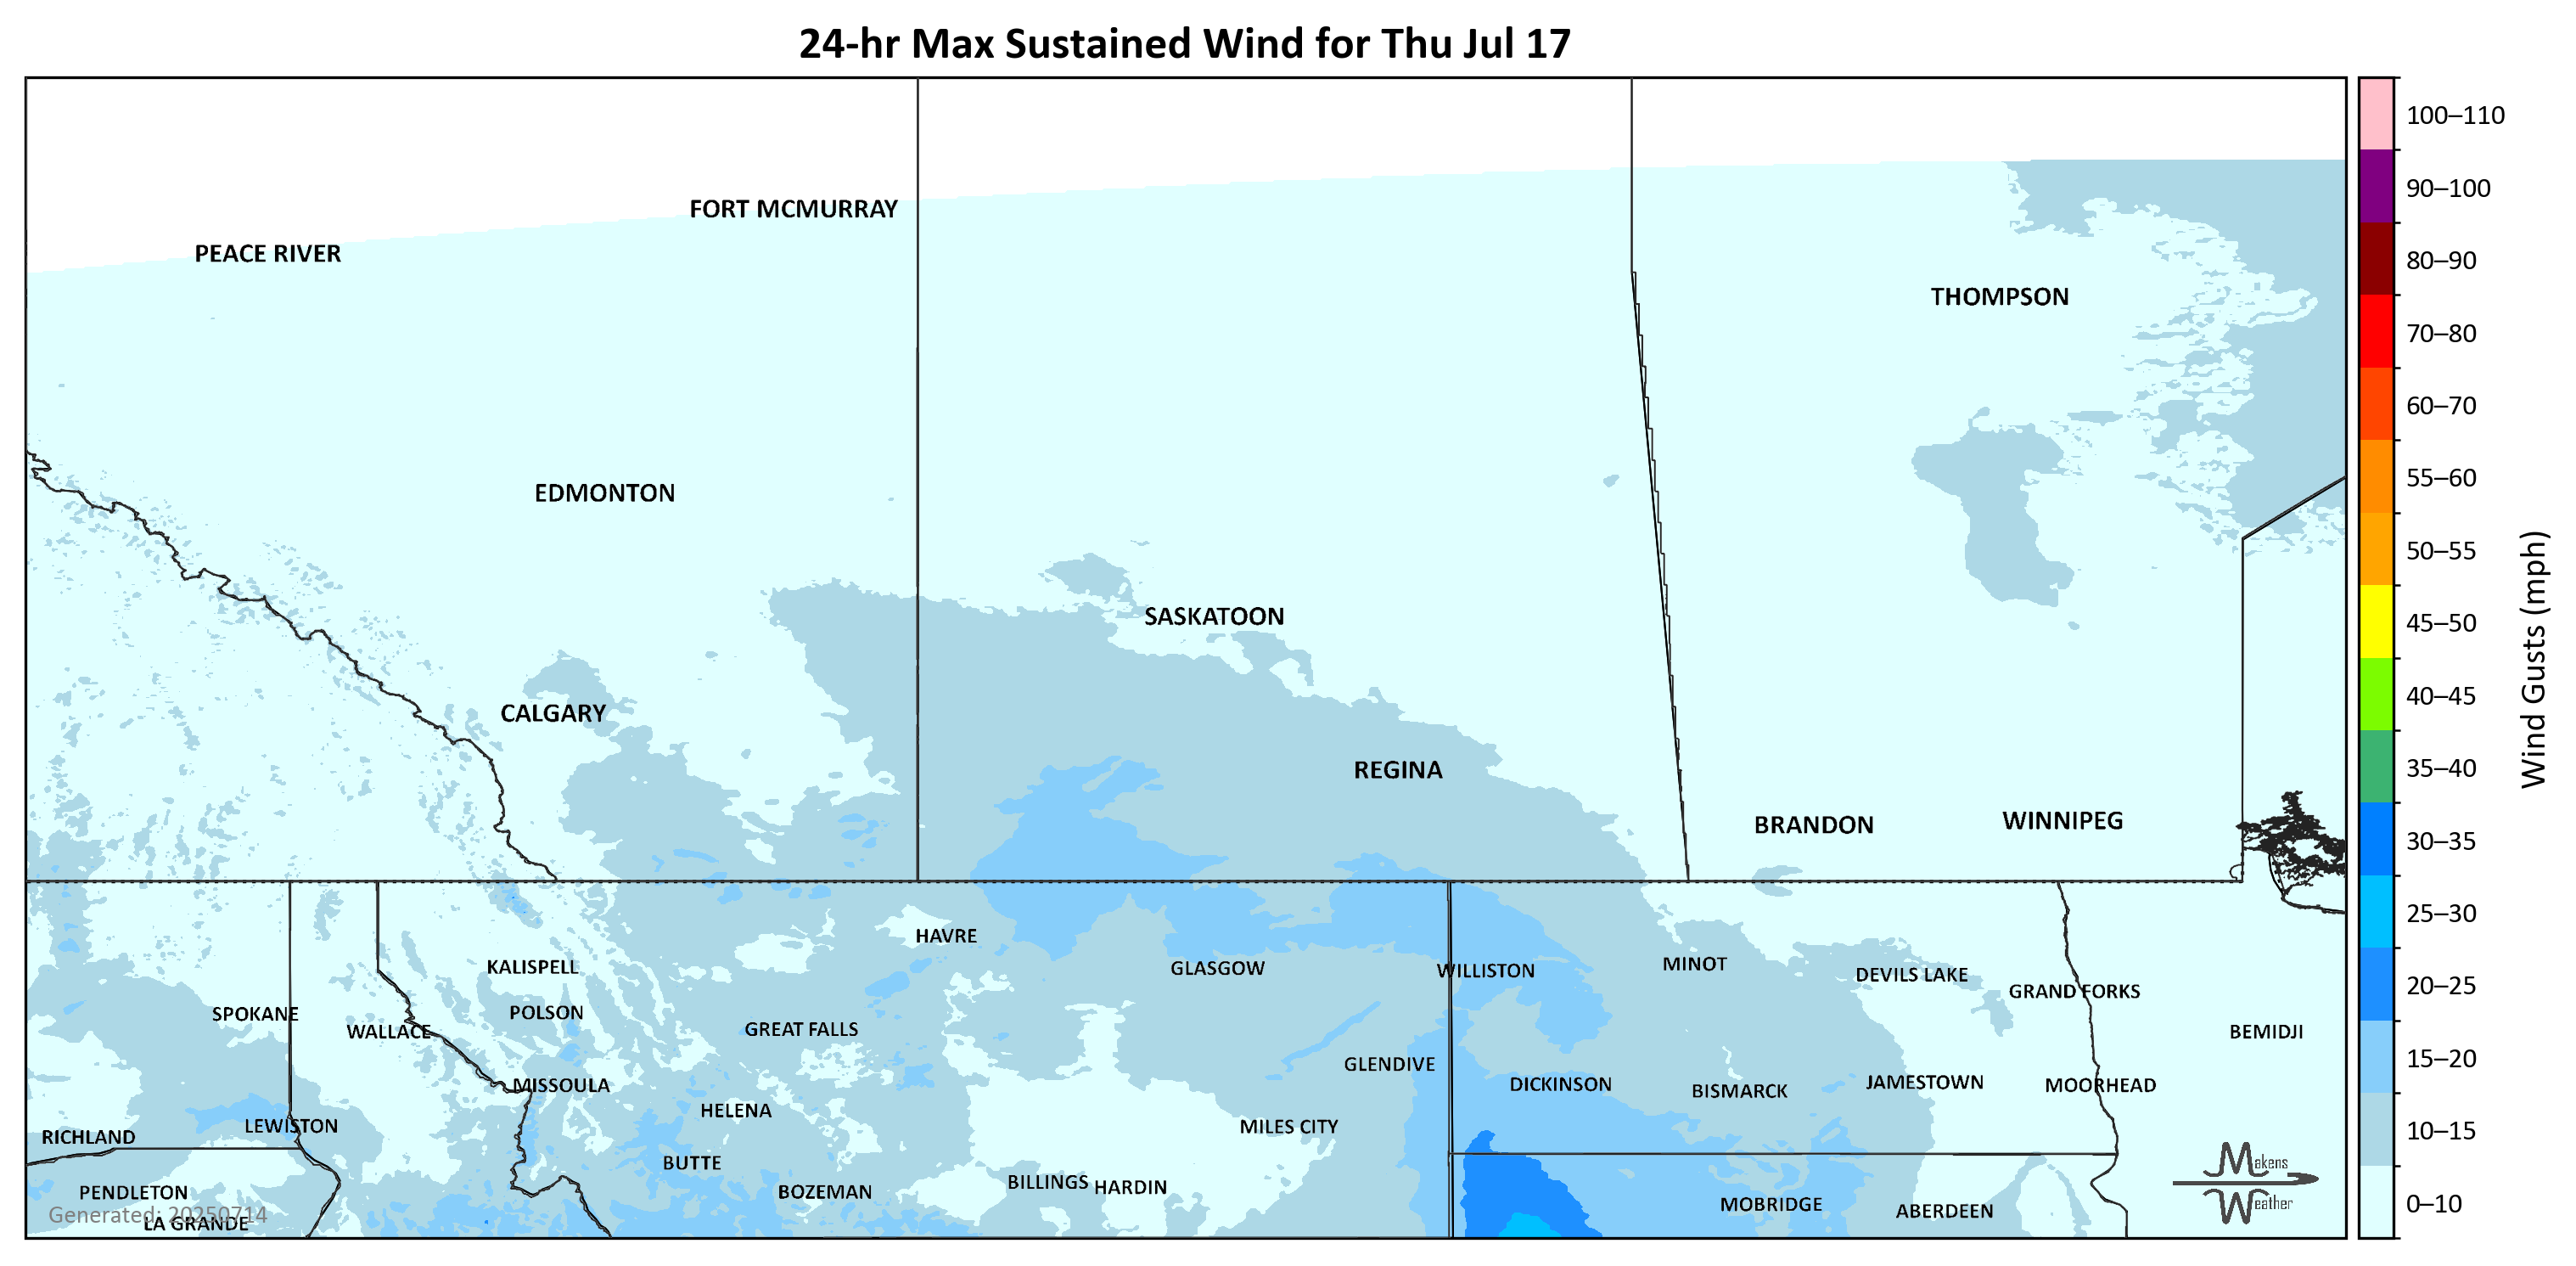 24-hr Max Sustained Wind for Thu Jul 17
100–110
90–100
FORT MCMURRAY
PEACE RIVER
80–90
THOMPSON
70–80
60–70
55–60
EDMONTON
50–55
SASKATOON
45–50
Wind Gusts (mph)
40–45
CALGARY
REGINA
35–40
BRANDON
WINNIPEG
30–35
25–30
HAVRE
KALISPELL
GLASGOW
WILLISTON
MINOT
DEVILS LAKE
20–25
GRAND FORKS
SPOKANE
POLSON
WALLACE
GREAT FALLS
BEMIDJI
15–20
GLENDIVE
MISSOULA
DICKINSON
BISMARCK
JAMESTOWN
MOORHEAD
HELENA
LEWISTON
MILES CITY
10–15
RICHLAND
BUTTE
Makens
PENDLETON
BOZEMAN
BILLINGS
HARDIN
MOBRIDGE
ABERDEEN
Weather
0–10
Generated: 20250714
LA GRANDE